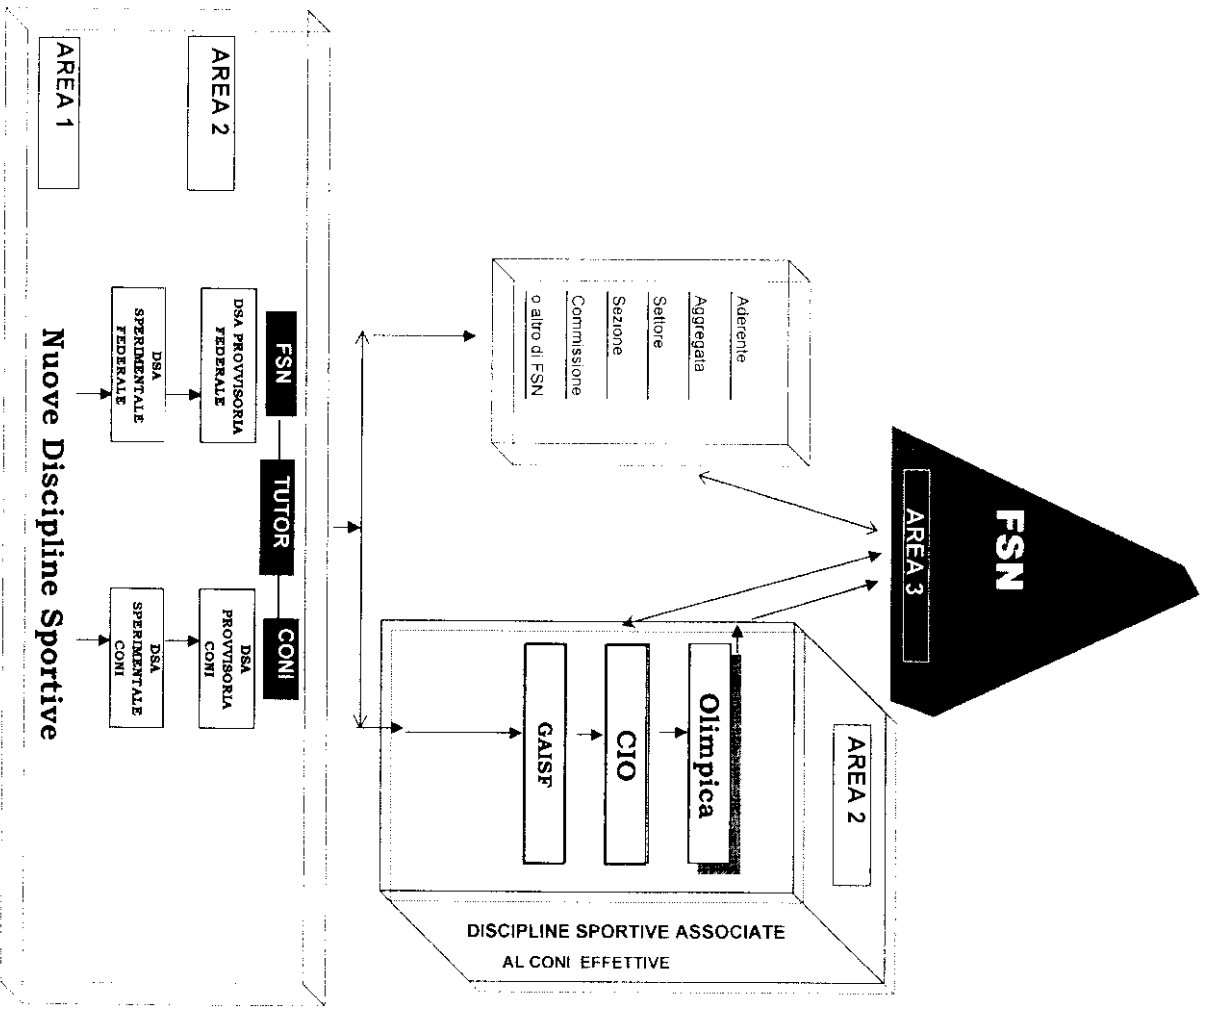 FSN
AREA 3
AREA 2
Aderente
Aggregata
Settore
Sezione
Commissione
o altro di FSN
Olimpica
CIO
GAISF
DISCIPLINE SPORTIVE ASSOCIATE
AL CONI EFFETTIVE
AREA 2
FSN
TUTOR
CONI
DSA PROVVISORIA
FEDERALE
DSA
PROVVISORIA
CONI
DSA
SPERIMENTALE
FEDERALE
DSA
SPERIMENTALE
CONI
AREA 1
Nuove Discipline Sportive